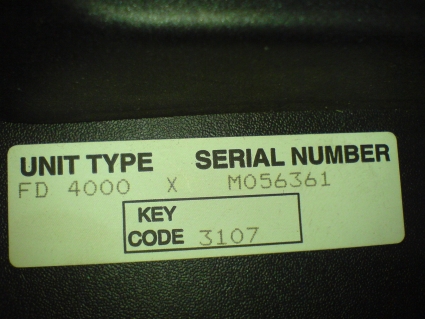 UNIT TYPE SERIAL NUMBER
FD 4000 X M056361
KEY
CODE 3107